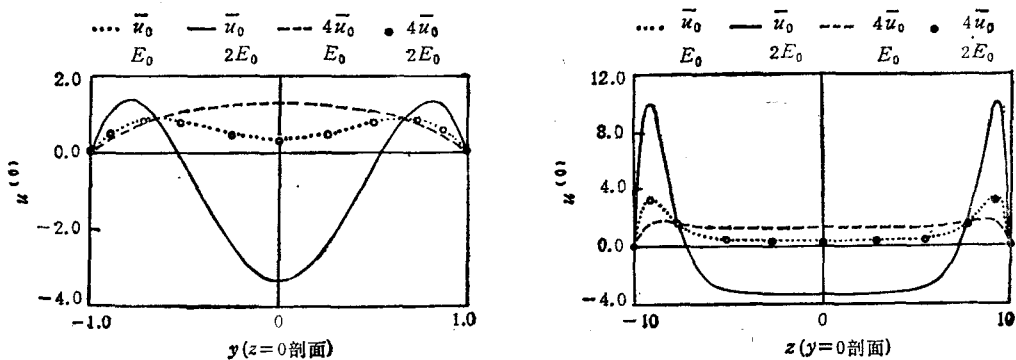 ū₀ ū₀ 4ū₀ 4ū₀
E₀ 2E₀ E₀ 2E₀
2.0
0.0
-2.0
-4.0
u⁽⁰⁾
-1.0 0 1.0
y(z=0剖面)
ū₀ ū₀ 4ū₀ 4ū₀
E₀ 2E₀ E₀ 2E₀
12.0
8.0
4.0
0.0
-4.0
u⁽⁰⁾
-10 0 10
z(y=0剖面)